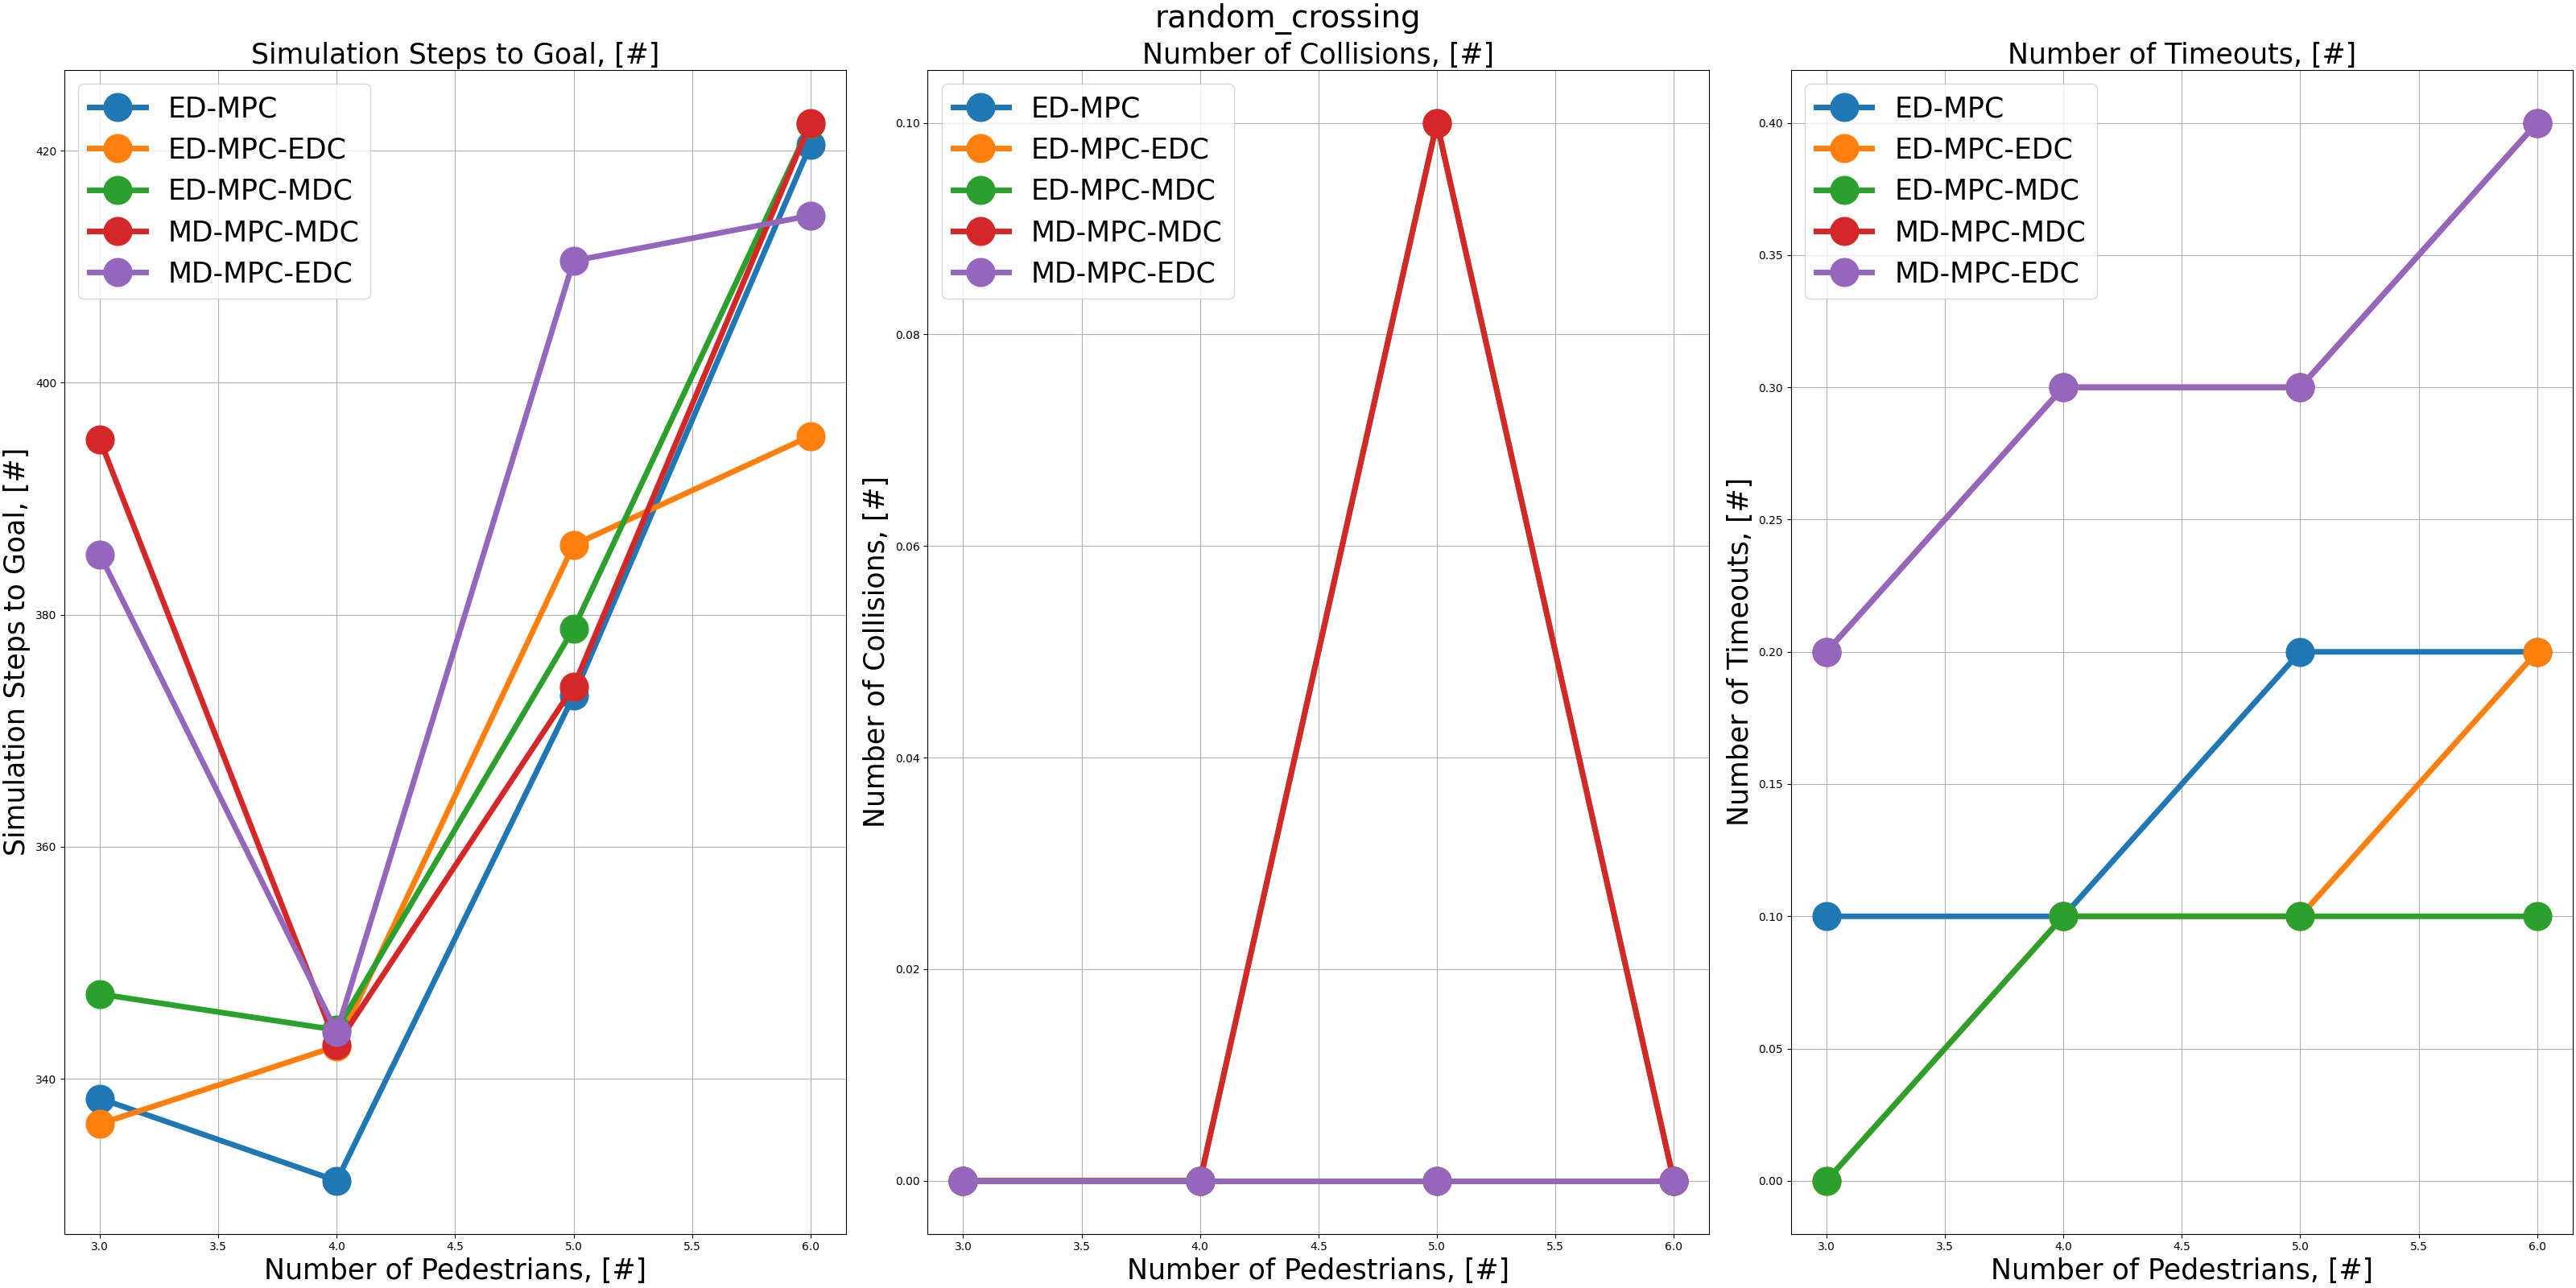 random_crossing
Simulation Steps to Goal, [#]
ED-MPC
ED-MPC-EDC
ED-MPC-MDC
MD-MPC-MDC
MD-MPC-EDC
Simulation Steps to Goal, [#]
420
400
380
360
340
3.0 3.5 4.0 4.5 5.0 5.5 6.0
Number of Pedestrians, [#]
Number of Collisions, [#]
ED-MPC
ED-MPC-EDC
ED-MPC-MDC
MD-MPC-MDC
MD-MPC-EDC
Number of Collisions, [#]
0.10
0.08
0.06
0.04
0.02
0.00
3.0 3.5 4.0 4.5 5.0 5.5 6.0
Number of Pedestrians, [#]
Number of Timeouts, [#]
ED-MPC
ED-MPC-EDC
ED-MPC-MDC
MD-MPC-MDC
MD-MPC-EDC
Number of Timeouts, [#]
0.40
0.35
0.30
0.25
0.20
0.15
0.10
0.05
0.00
3.0 3.5 4.0 4.5 5.0 5.5 6.0
Number of Pedestrians, [#]